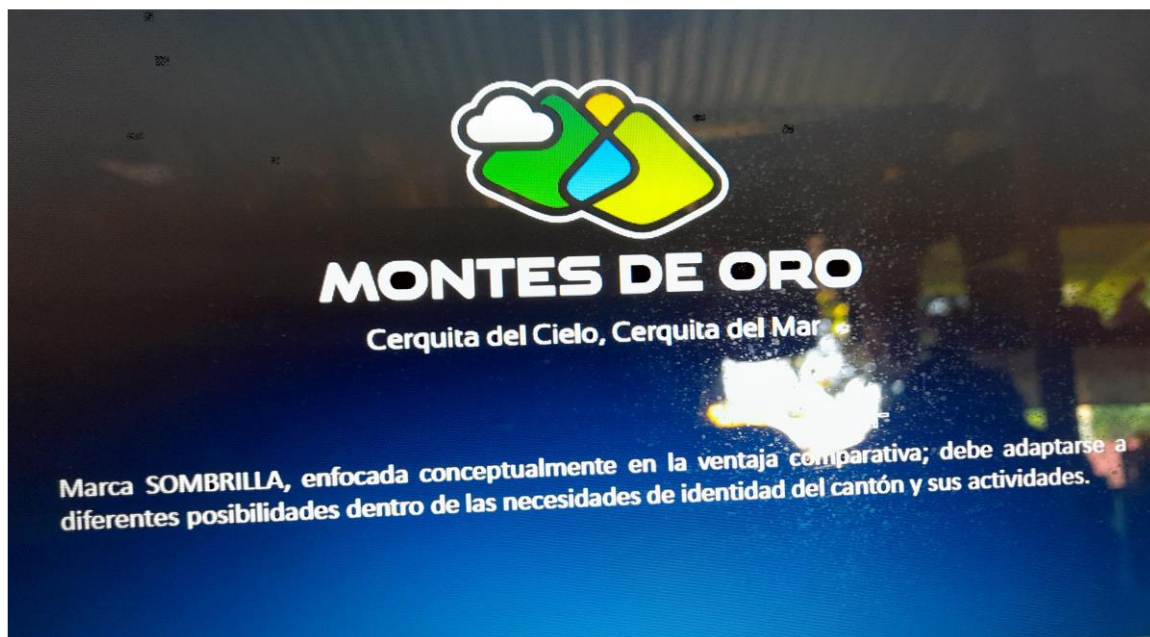 MONTES DE ORO
Cerquita del Cielo, Cerquita del Mar
Marca SOMBRILLA, enfocada conceptualmente en la ventaja comparativa; debe adaptarse a
diferentes posibilidades dentro de las necesidades de identidad del cantón y sus actividades.